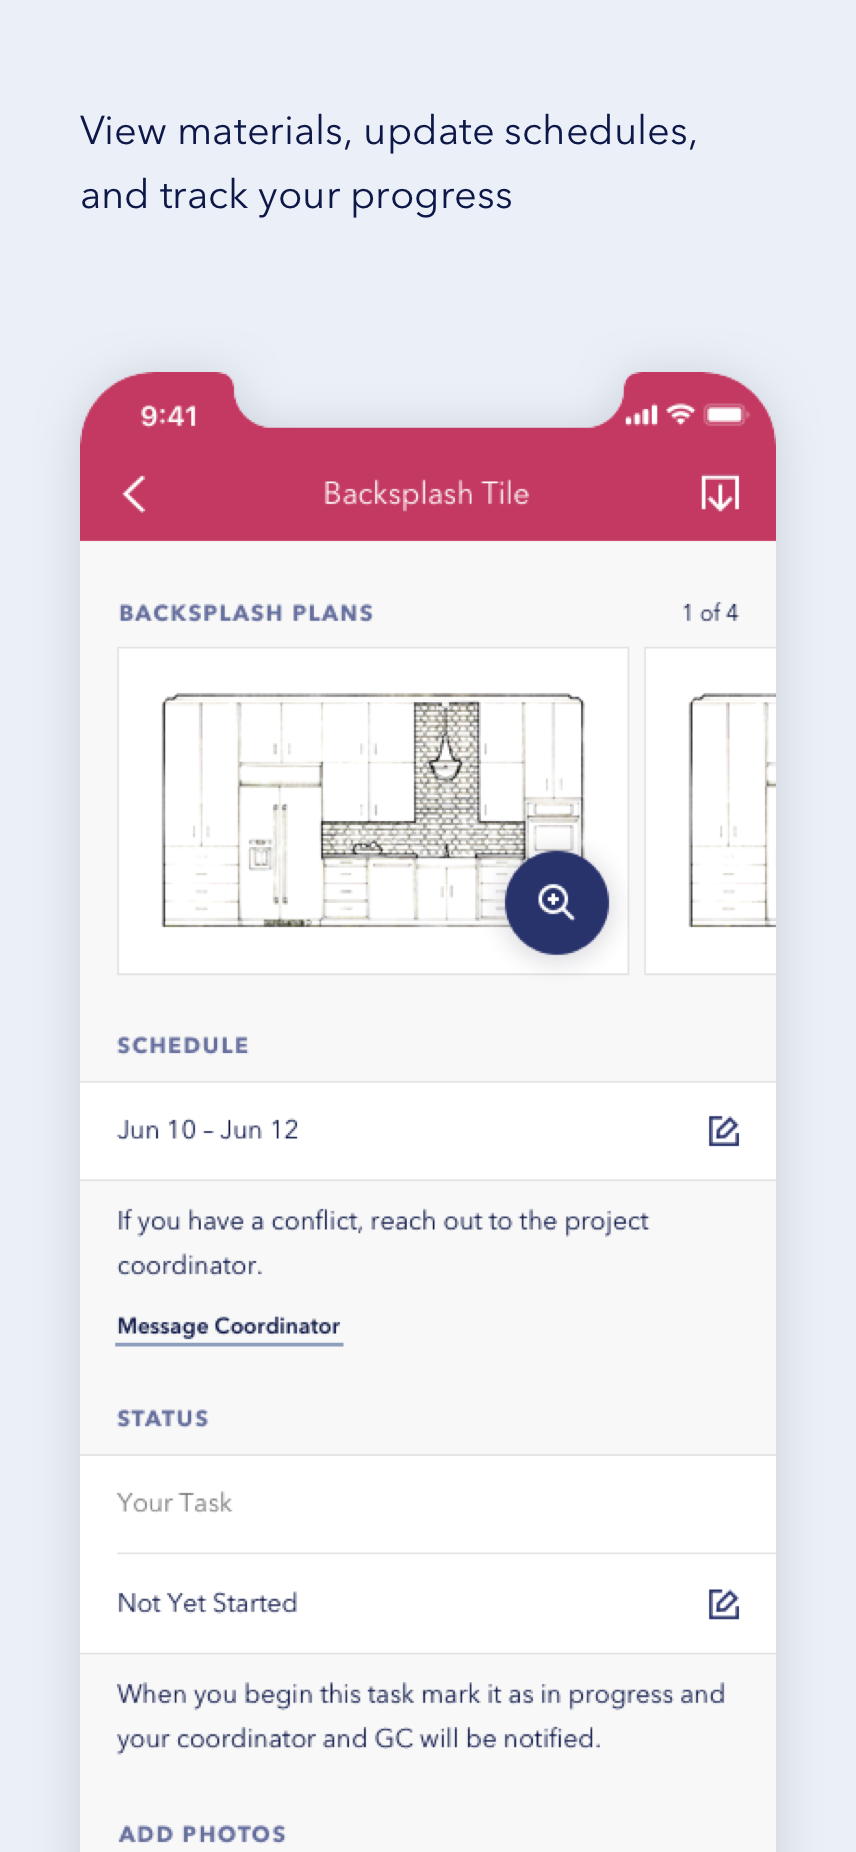 View materials, update schedules,
and track your progress
9:41
Backsplash Tile
BACKSPLASH PLANS
1 of 4
SCHEDULE
Jun 10 – Jun 12
If you have a conflict, reach out to the project
coordinator.
Message Coordinator
STATUS
Your Task
Not Yet Started
When you begin this task mark it as in progress and
your coordinator and GC will be notified.
ADD PHOTOS